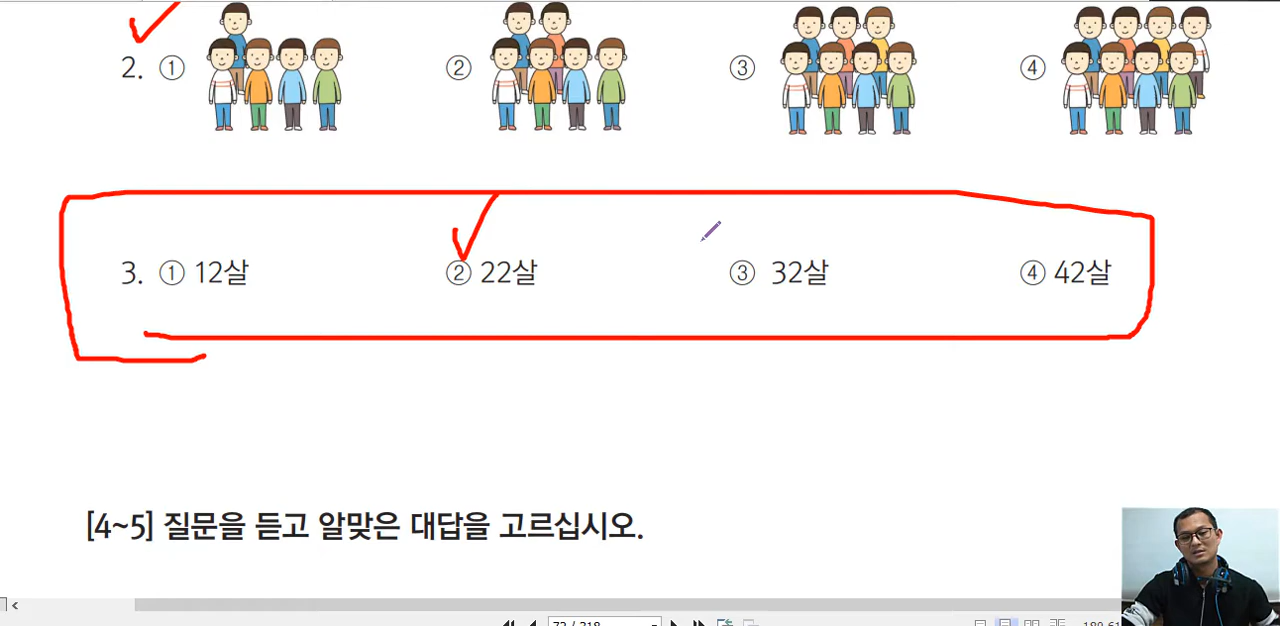 2. ① ② ③ ④
3. ① 12살 ② 22살 ③ 32살 ④ 42살
[4~5] 질문을 듣고 알맞은 대답을 고르십시오.